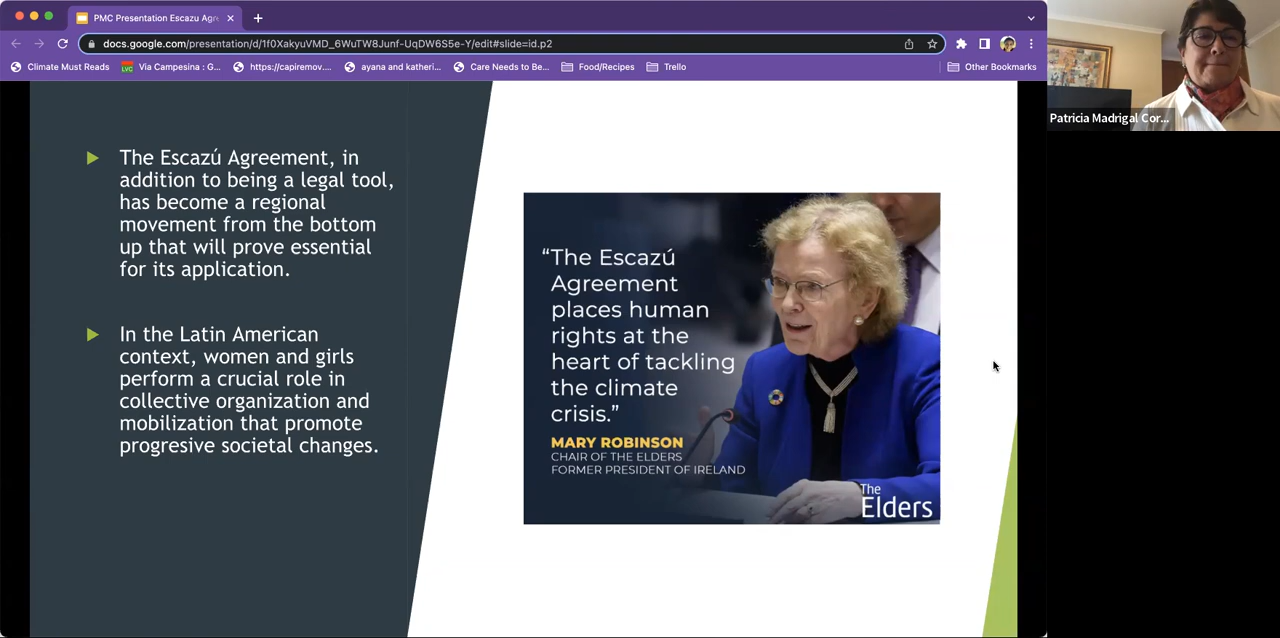 PMC Presentation Escazu Agr
docs.google.com/presentation/d/1f0XakyuVMD_6WuTW8Junf-UqDW6S5e-Y/edit#slide=id.p2
Climate Must Reads
LVC
Via Campesina : G...
https://capiremov....
ayana and katheri...
Care Needs to Be...
Food/Recipes
Trello
Other Bookmarks
Patricia Madrigal Cor...
The Escazú Agreement, in
addition to being a legal tool,
has become a regional
movement from the bottom
up that will prove essential
for its application.
In the Latin American
context, women and girls
perform a crucial role in
collective organization and
mobilization that promote
progresive societal changes.
“The Escazú
Agreement
places human
rights at the
heart of tackling
the climate
crisis.”
MARY ROBINSON
CHAIR OF THE ELDERS
FORMER PRESIDENT OF IRELAND
The
Elders